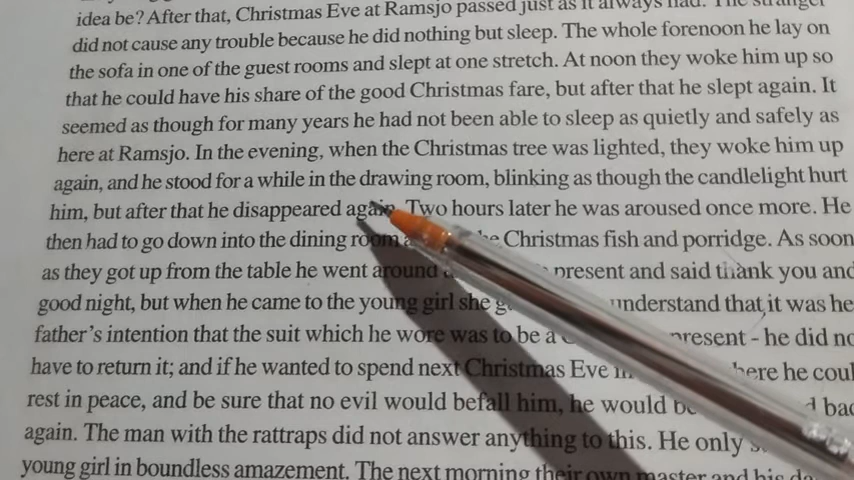 idea be? After that, Christmas Eve at Ramsjo passed just as it always had. The stranger
did not cause any trouble because he did nothing but sleep. The whole forenoon he lay on
the sofa in one of the guest rooms and slept at one stretch. At noon they woke him up so
that he could have his share of the good Christmas fare, but after that he slept again. It
seemed as though for many years he had not been able to sleep as quietly and safely as
here at Ramsjo. In the evening, when the Christmas tree was lighted, they woke him up
again, and he stood for a while in the drawing room, blinking as though the candlelight hurt
him, but after that he disappeared again. Two hours later he was aroused once more. He
then had to go down into the dining room Christmas fish and porridge. As soon
as they got up from the table he went around present and said thank you and
good night, but when he came to the young girl she understand that it was he
father's intention that the suit which he wore was to be a present - he did no
have to return it; and if he wanted to spend next Christmas Eve he coul
rest in peace, and be sure that no evil would befall him, he would bac
again. The man with the rattraps did not answer anything to this. He only
young girl in boundless amazement. The next morning their own master and his